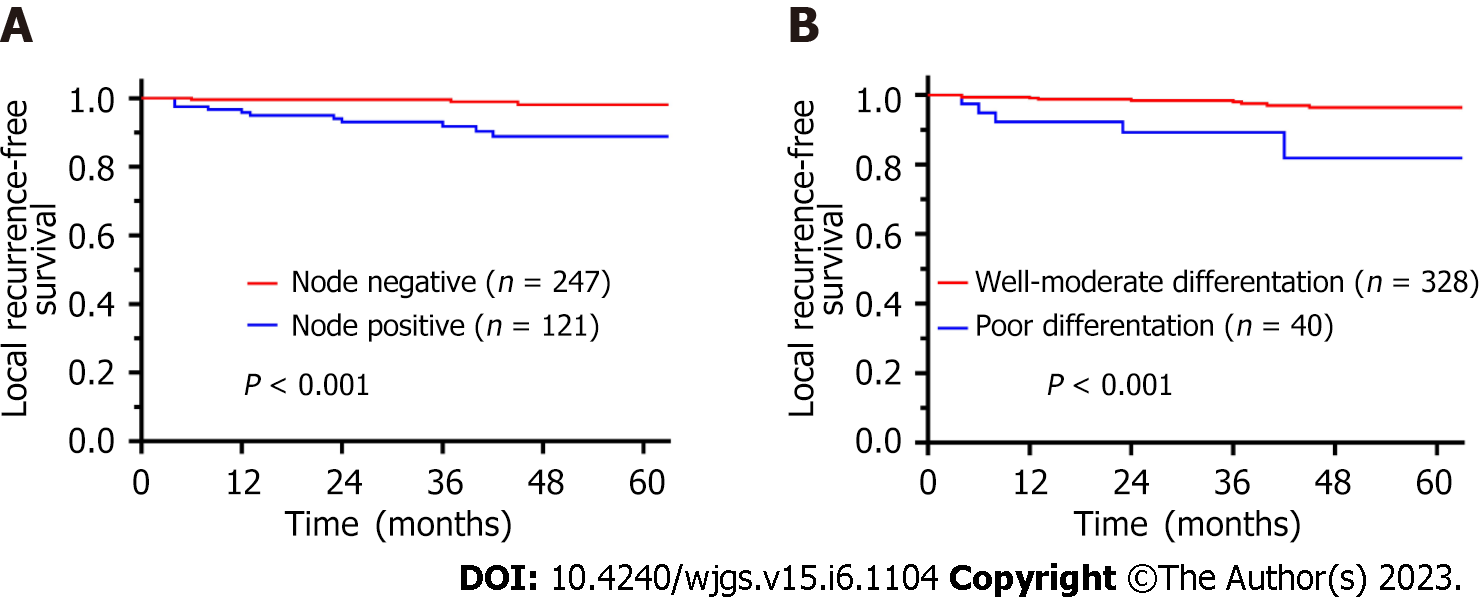 A
Local recurrence-free
survival
1.0
0.8
0.6
0.4
0.2
0.0
Node negative (n = 247)
Node positive (n = 121)
P < 0.001
0 12 24 36 48 60
Time (months)
B
Local recurrence-free
survival
1.0
0.8
0.6
0.4
0.2
0.0
Well-moderate differentation (n = 328)
Poor differentation (n = 40)
P < 0.001
0 12 24 36 48 60
Time (months)
DOI: 10.4240/wjgs.v15.i6.1104 Copyright ©The Author(s) 2023.